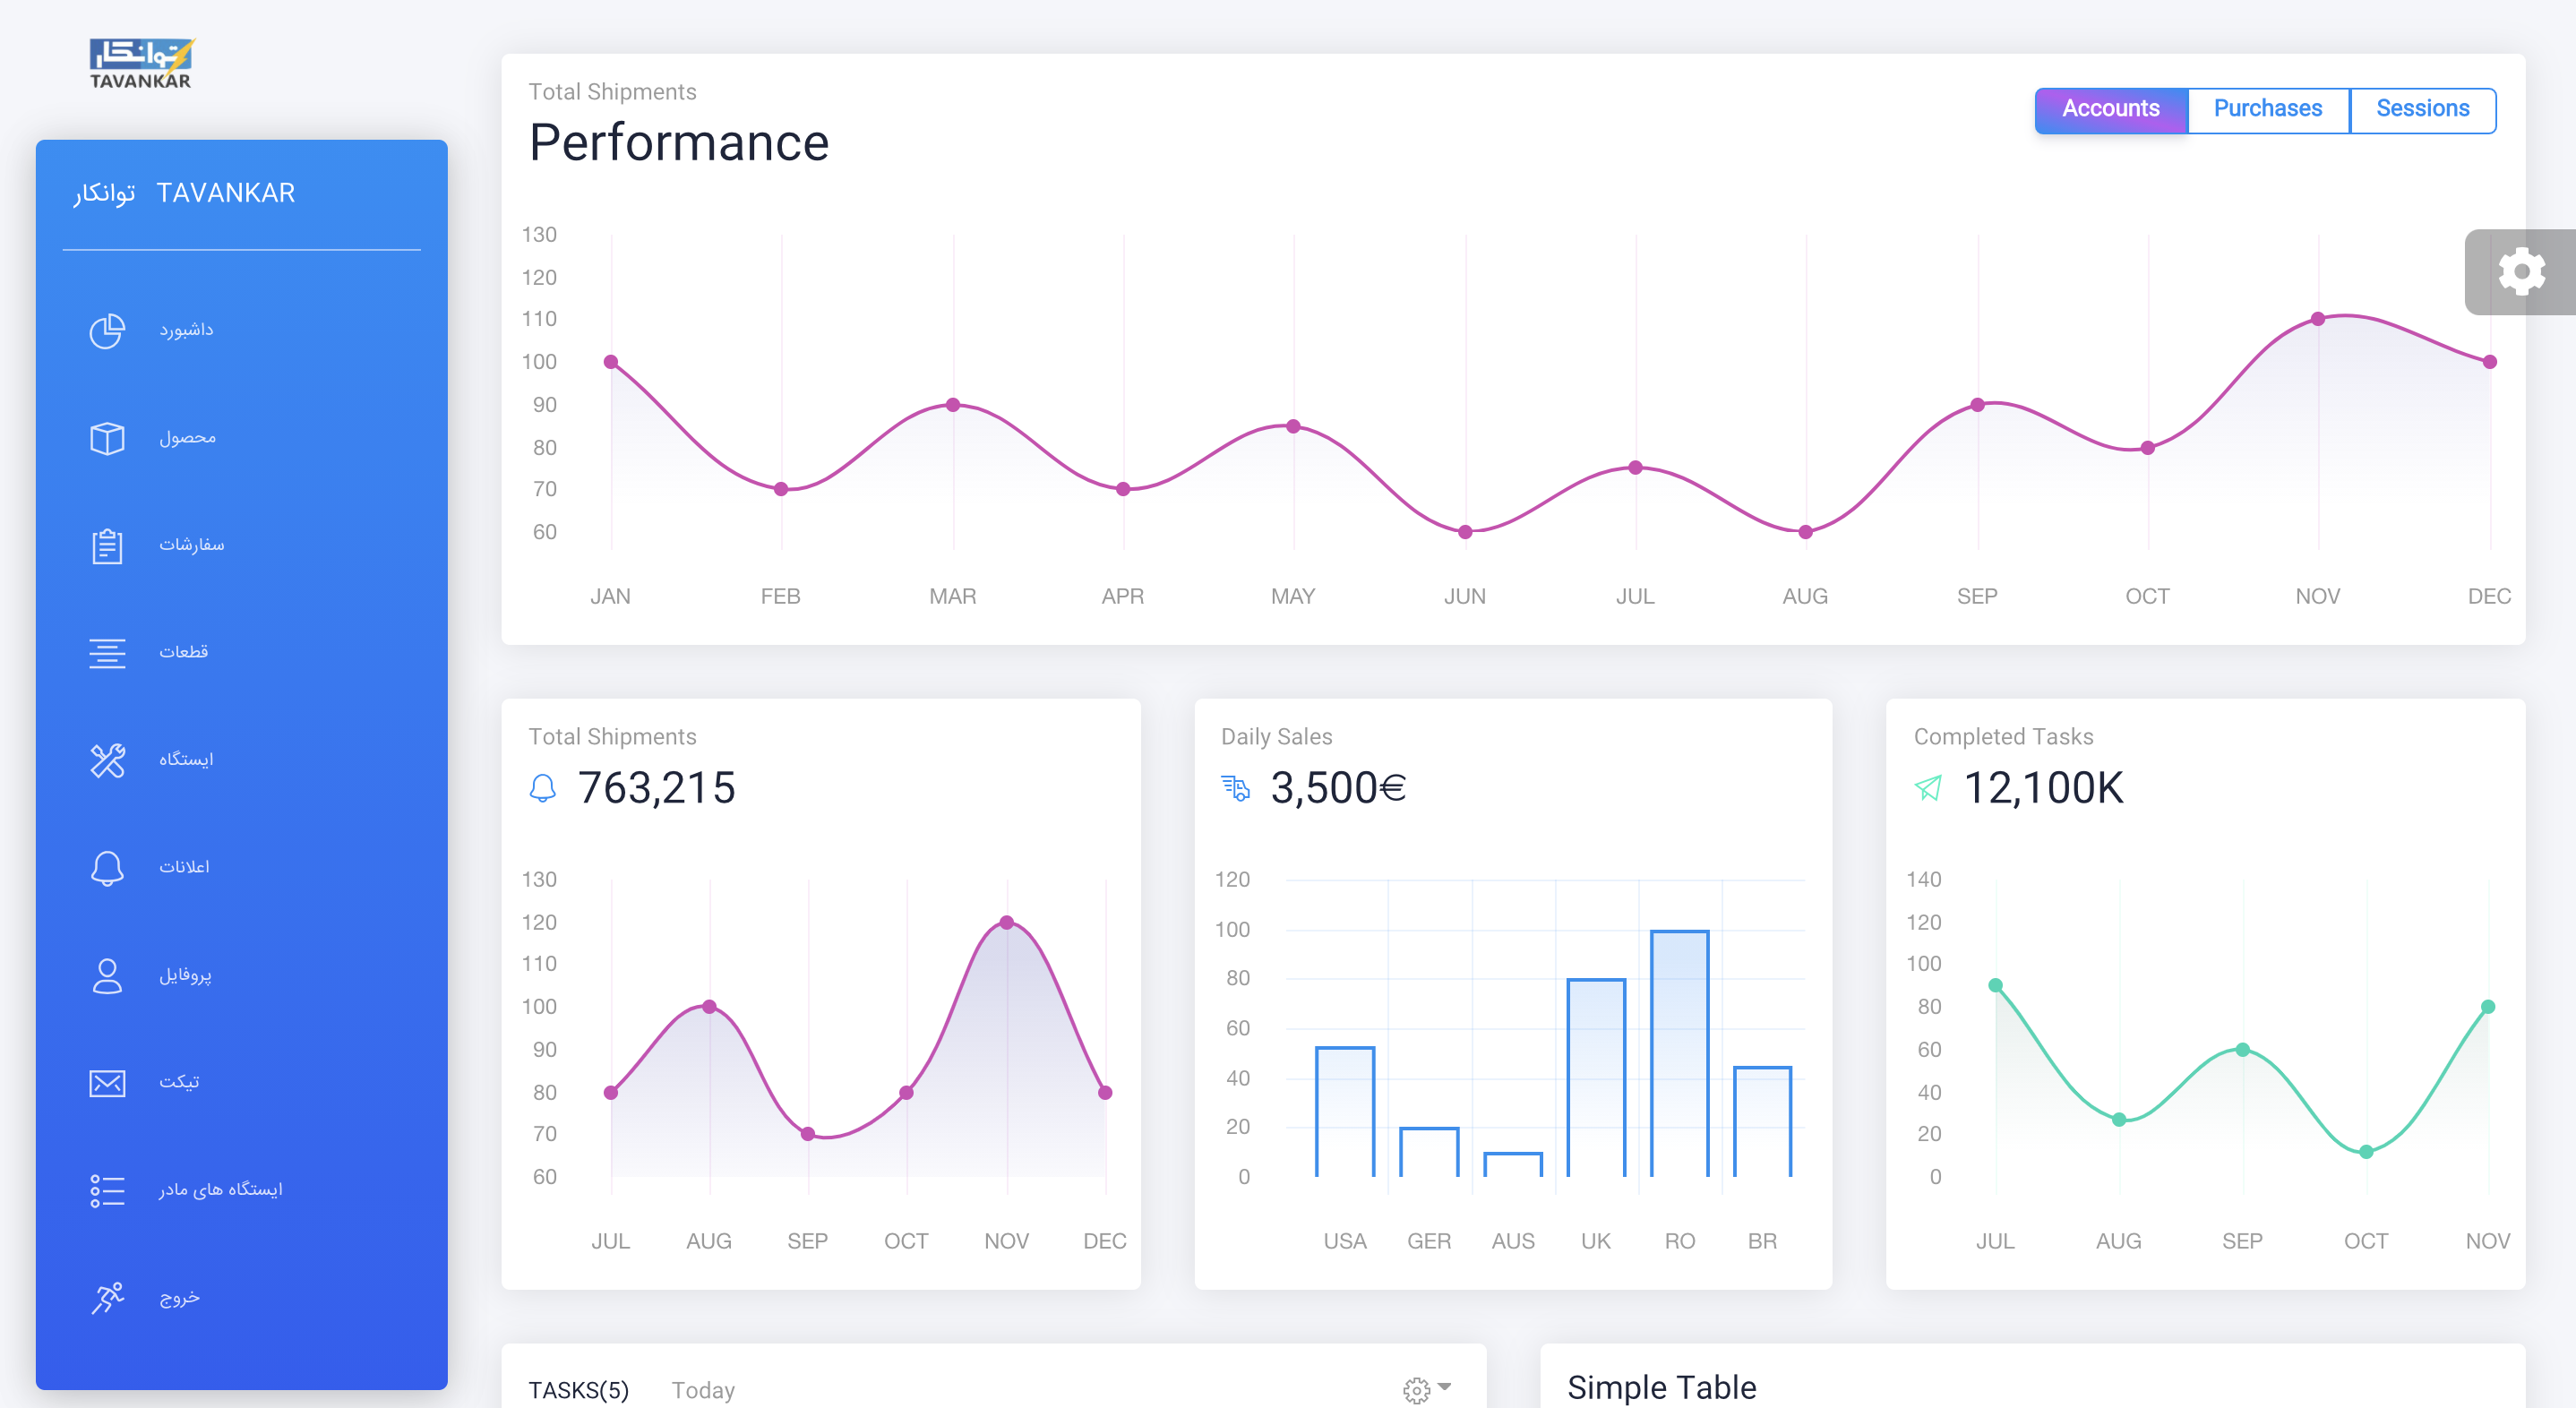 توانکار
TAVANKAR
توانکار TAVANKAR
داشبورد
محصول
سفارشات
قطعات
ایستگاه
اعلانات
پروفایل
تیکت
ایستگاه های مادر
خروج
Total Shipments
Performance
Accounts Purchases Sessions
130
120
110
100
90
80
70
60
JAN FEB MAR APR MAY JUN JUL AUG SEP OCT NOV DEC
Total Shipments
763,215
130
120
110
100
90
80
70
60
JUL AUG SEP OCT NOV DEC
Daily Sales
3,500€
120
100
80
60
40
20
0
USA GER AUS UK RO BR
Completed Tasks
12,100K
140
120
100
80
60
40
20
0
JUL AUG SEP OCT NOV
TASKS(5) Today
Simple Table